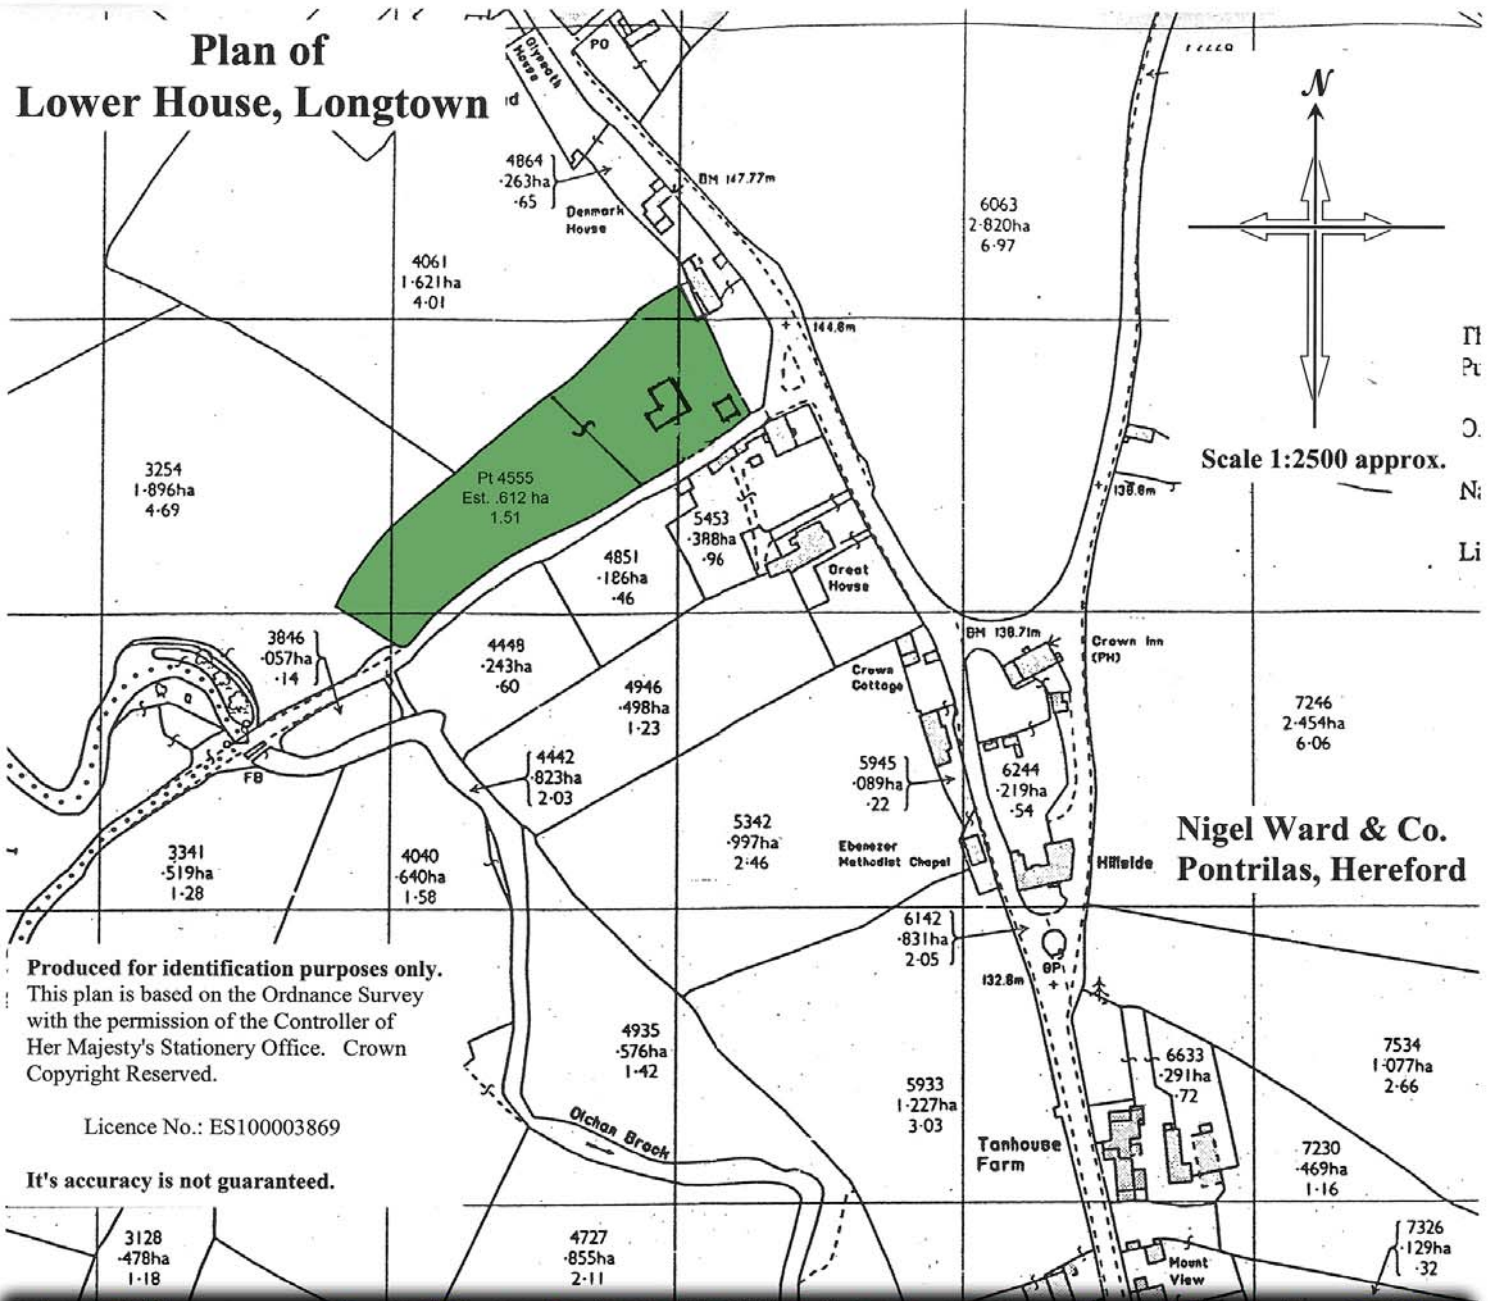 Plan of
Lower House, Longtown
PO
4864
·263ha
·65
Denmark
House
BM 147.77m
6063
2·820ha
6·97
N
4061
1·621ha
4·01
144.8m
Scale 1:2500 approx.
3254
1·896ha
4·69
Pt 4555
Est. .612 ha
1.51
138.8m
5453
·388ha
·96
4851
·186ha
·46
Great
House
3846
·057ha
·14
4448
·243ha
·60
BM 138.71m
Crown Inn
(PH)
Crown
Cottage
4946
·498ha
1·23
7246
2·454ha
6·06
FB
4442
·823ha
2·03
5945
·089ha
·22
6244
·219ha
·54
5342
·997ha
2·46
Nigel Ward & Co.
Pontrilas, Hereford
Ebenezer
Methodist Chapel
Hillside
3341
·519ha
1·28
4040
·640ha
1·58
6142
·831ha
2·05
GP
132.8m
Produced for identification purposes only.
This plan is based on the Ordnance Survey
with the permission of the Controller of
Her Majesty's Stationery Office. Crown
Copyright Reserved.
Licence No.: ES100003869
It's accuracy is not guaranteed.
4935
·576ha
1·42
5933
1·227ha
3·03
6633
·291ha
·72
7534
1·077ha
2·66
Olchon Brook
Tanhouse
Farm
7230
·469ha
1·16
3128
·478ha
1·18
4727
·855ha
2·11
Mount
View
7326
·129ha
·32